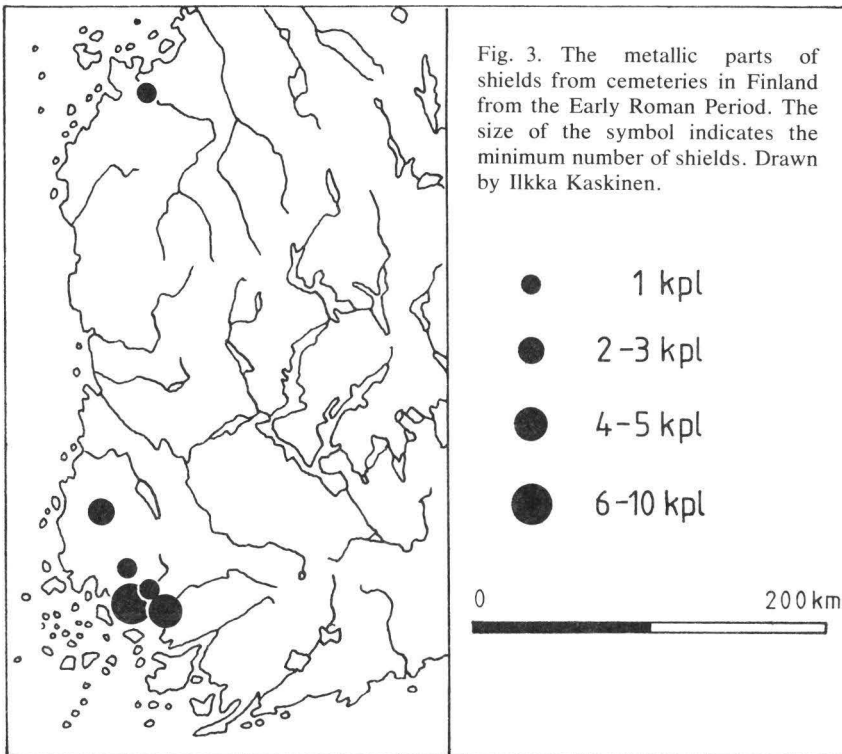 Fig. 3. The metallic parts of
shields from cemeteries in Finland
from the Early Roman Period. The
size of the symbol indicates the
minimum number of shields. Drawn
by Ilkka Kaskinen.
1 kpl
2-3 kpl
4-5 kpl
6-10 kpl
0 200 km